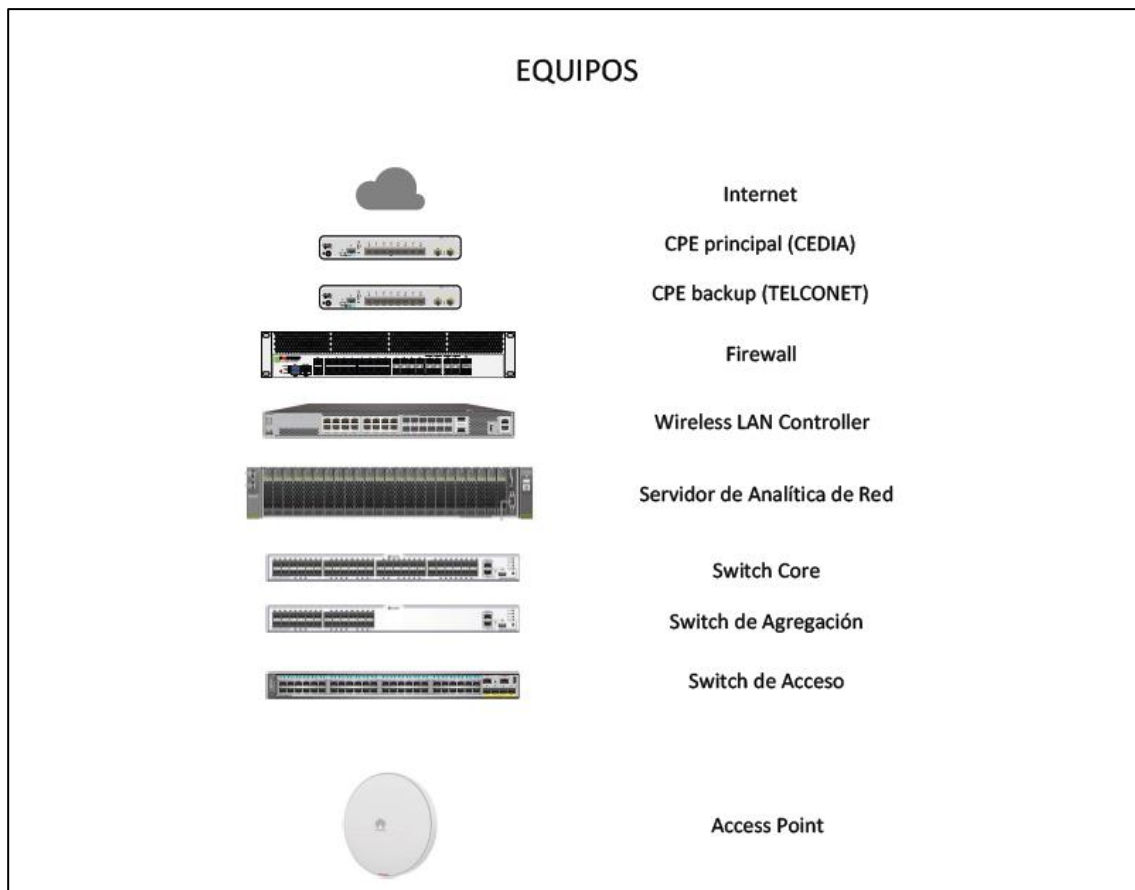 EQUIPOS
Internet
CPE principal (CEDIA)
CPE backup (TELCONET)
Firewall
Wireless LAN Controller
Servidor de Analítica de Red
Switch Core
Switch de Agregación
Switch de Acceso
Access Point